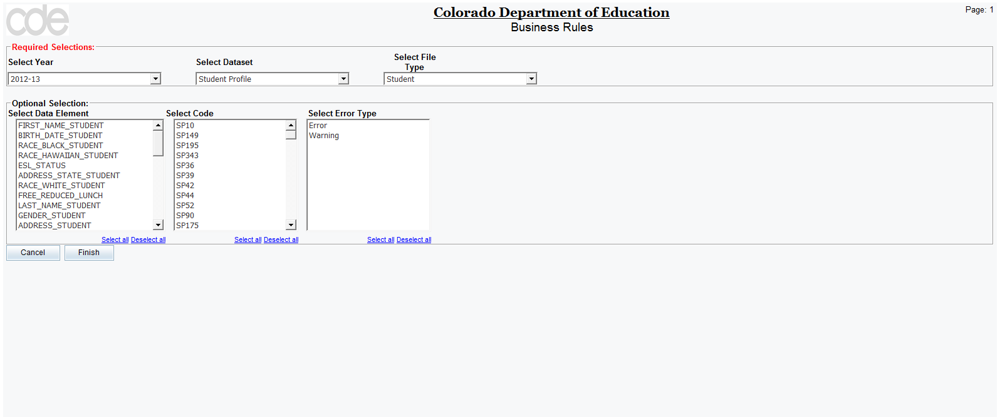 cde
Colorado Department of Education
Page: 1
Business Rules
Required Selections:
Select Year
Select Dataset
Select File
Type
2012-13
Student Profile
Student
Optional Selection:
Select Data Element
Select Code
Select Error Type
FIRST_NAME_STUDENT
BIRTH_DATE_STUDENT
RACE_BLACK_STUDENT
RACE_HAWAIIAN_STUDENT
ESL_STATUS
ADDRESS_STATE_STUDENT
RACE_WHITE_STUDENT
FREE_REDUCED_LUNCH
LAST_NAME_STUDENT
GENDER_STUDENT
ADDRESS_STUDENT
SP10
SP149
SP195
SP343
SP36
SP39
SP42
SP44
SP52
SP90
SP175
Error
Warning
Select all Deselect all
Select all Deselect all
Select all Deselect all
Cancel
Finish